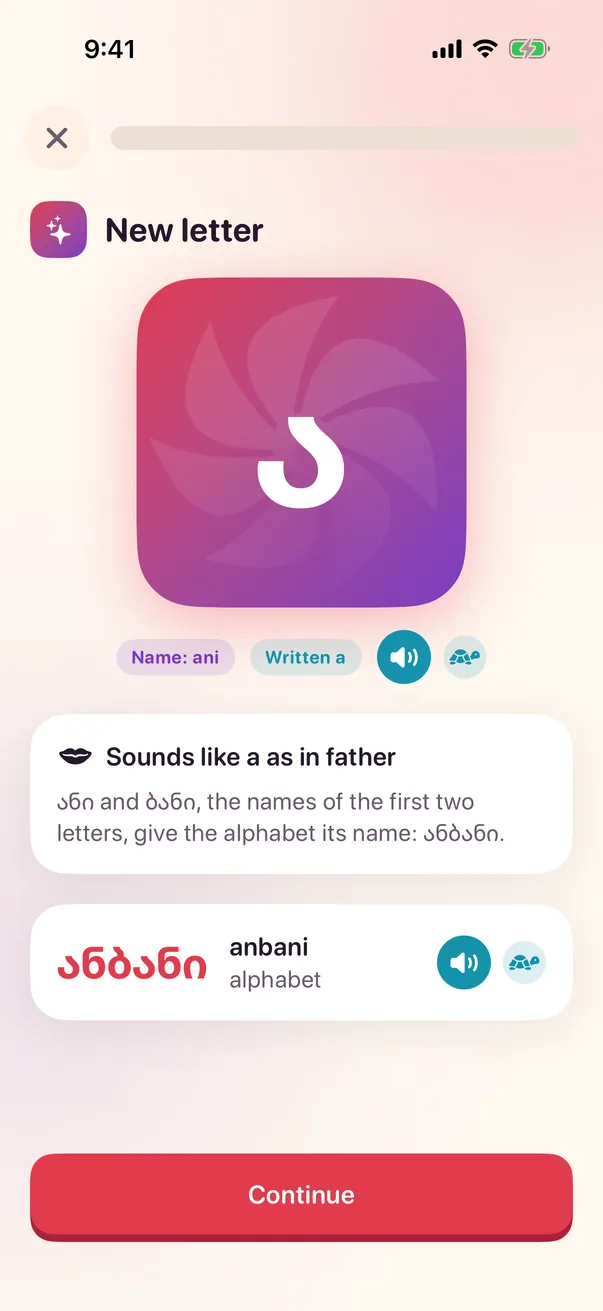 9:41
New letter
ა
Name: ani
Written a
Sounds like a as in father
ანი and ბანი, the names of the first two
letters, give the alphabet its name: ანბანი.
ანბანი
anbani
alphabet
Continue